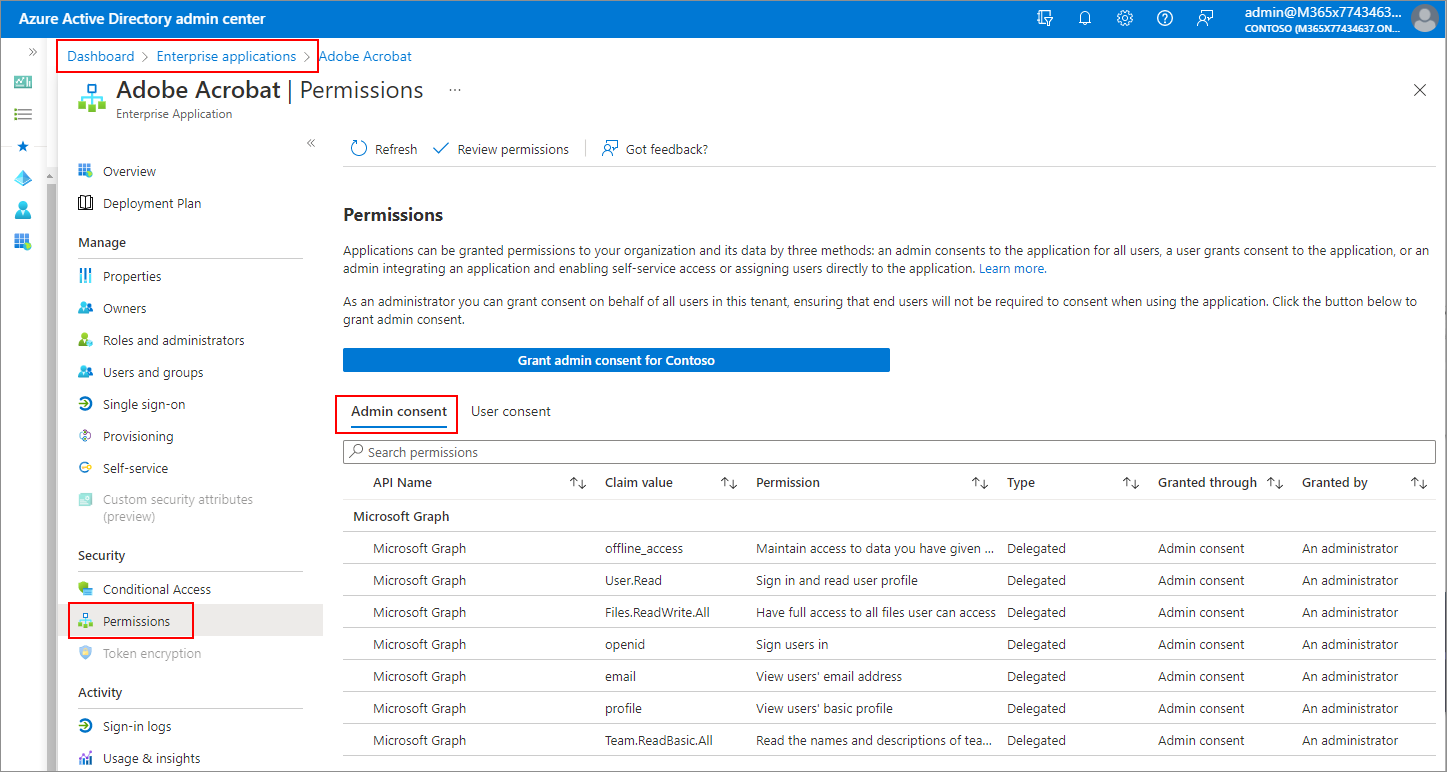 Azure Active Directory admin center
admin@M365x7743463...
CONTOSO (M365X77434637.ON...
Dashboard > Enterprise applications > Adobe Acrobat
Adobe Acrobat | Permissions ...
Enterprise Application
Overview
Deployment Plan
Manage
Properties
Owners
Roles and administrators
Users and groups
Single sign-on
Provisioning
Self-service
Custom security attributes
(preview)
Security
Conditional Access
Permissions
Token encryption
Activity
Sign-in logs
Usage & insights
Refresh Review permissions Got feedback?
Permissions
Applications can be granted permissions to your organization and its data by three methods: an admin consents to the application for all users, a user grants consent to the application, or an
admin integrating an application and enabling self-service access or assigning users directly to the application. Learn more.
As an administrator you can grant consent on behalf of all users in this tenant, ensuring that end users will not be required to consent when using the application. Click the button below to
grant admin consent.
Grant admin consent for Contoso
Admin consent User consent
Search permissions
API Name Claim value Permission Type Granted through Granted by
Microsoft Graph
Microsoft Graph offline_access Maintain access to data you have given ... Delegated Admin consent An administrator
Microsoft Graph User.Read Sign in and read user profile Delegated Admin consent An administrator
Microsoft Graph Files.ReadWrite.All Have full access to all files user can access Delegated Admin consent An administrator
Microsoft Graph openid Sign users in Delegated Admin consent An administrator
Microsoft Graph email View users' email address Delegated Admin consent An administrator
Microsoft Graph profile View users' basic profile Delegated Admin consent An administrator
Microsoft Graph Team.ReadBasic.All Read the names and descriptions of tea... Delegated Admin consent An administrator